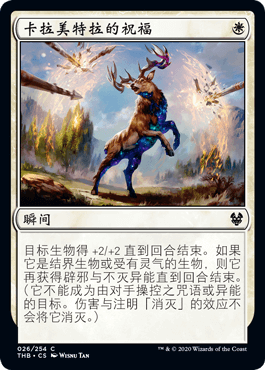 卡拉美特拉的祝福
瞬间
目标生物得+2/+2直到回合结束。如果
它是结界生物或受有灵气的生物，则它
再获得辟邪与不灭异能直到回合结束。
（它不能成为由对手操控之咒语或异能
的目标。伤害与注明「消灭」的效应不
会将它消灭。）
026/254 C
THB • CS WISNU TAN
™ & © 2020 Wizards of the Coast